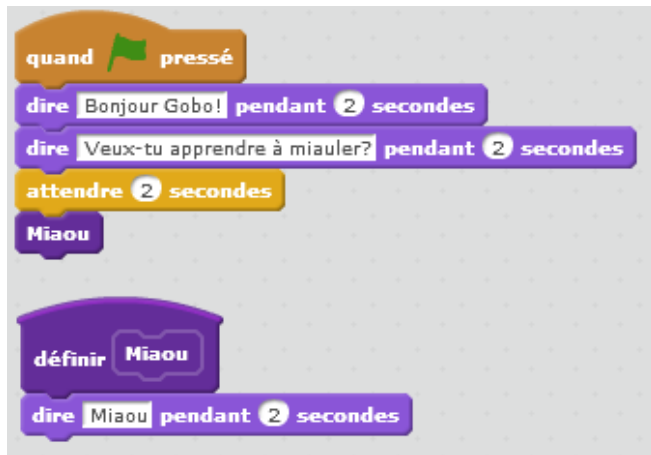 quand pressé
dire Bonjour Gobo! pendant 2 secondes
dire Veux-tu apprendre à miauler? pendant 2 secondes
attendre 2 secondes
Miaou
définir Miaou
dire Miaou pendant 2 secondes